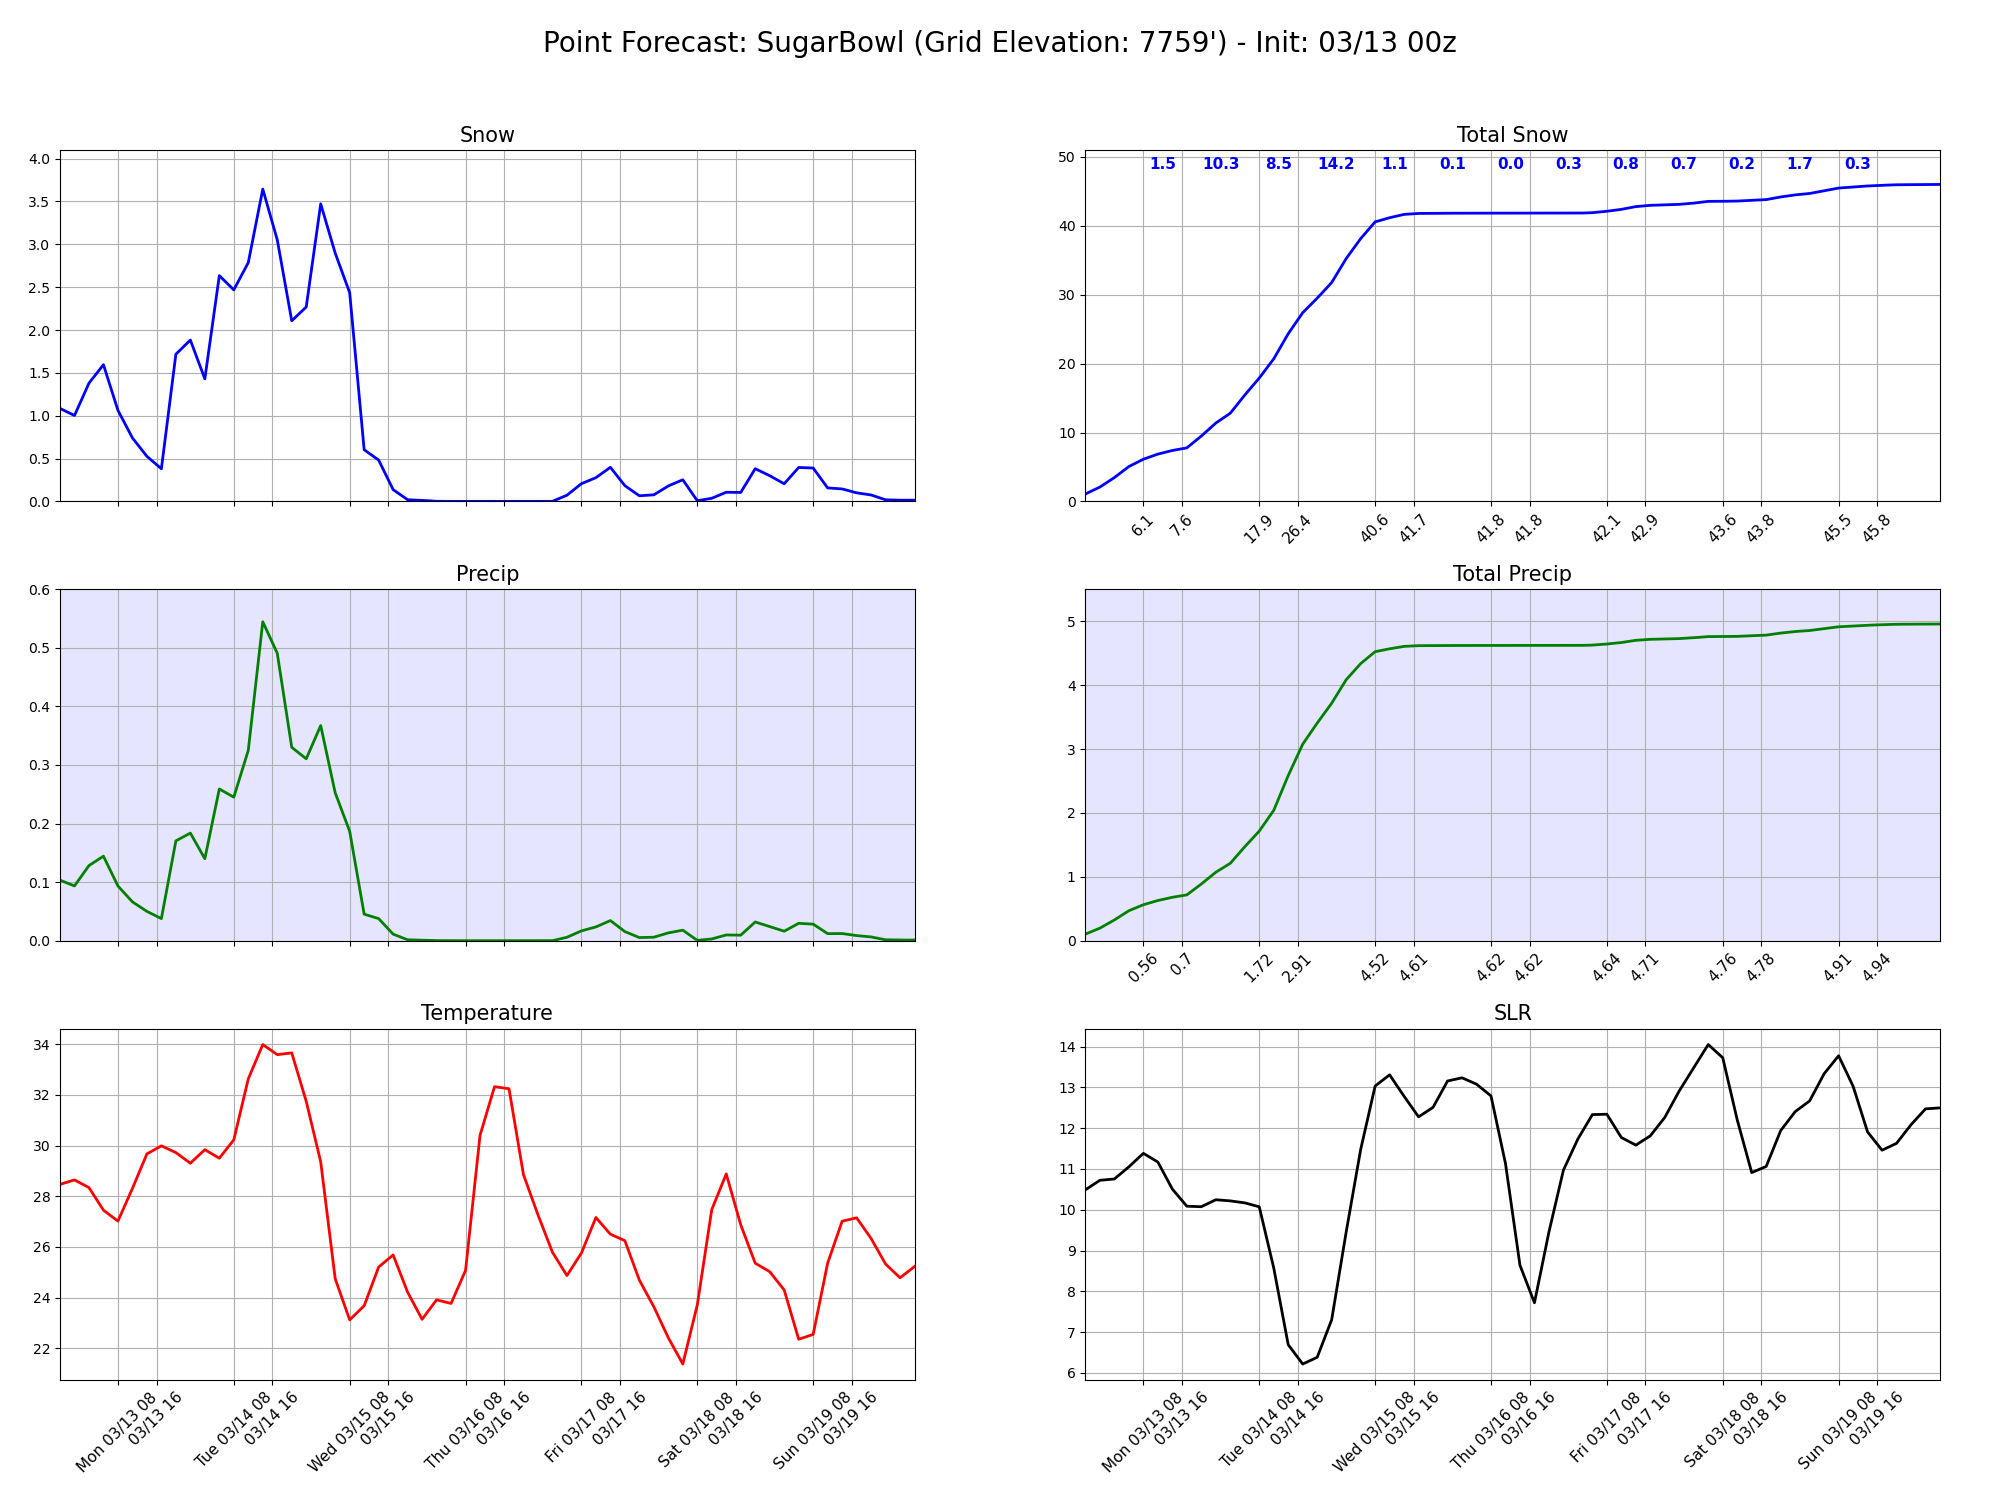 Point Forecast: SugarBowl (Grid Elevation: 7759') - Init: 03/13 00z
Snow
4.0
3.5
3.0
2.5
2.0
1.5
1.0
0.5
0.0
Total Snow
50
40
30
20
10
0
1.5 10.3 8.5 14.2 1.1 0.1 0.0 0.3 0.8 0.7 0.2 1.7 0.3
6.1 7.6 17.9 26.4 40.6 41.7 41.8 41.8 42.1 42.9 43.6 43.8 45.5 45.8
Precip
0.6
0.5
0.4
0.3
0.2
0.1
0.0
Total Precip
5
4
3
2
1
0
0.56 0.7 1.72 2.91 4.52 4.61 4.62 4.62 4.64 4.71 4.76 4.78 4.91 4.94
Temperature
34
32
30
28
26
24
22
Mon 03/13 08
03/13 16
Tue 03/14 08
03/14 16
Wed 03/15 08
03/15 16
Thu 03/16 08
03/16 16
Fri 03/17 08
03/17 16
Sat 03/18 08
03/18 16
Sun 03/19 08
03/19 16
SLR
14
13
12
11
10
9
8
7
6
Mon 03/13 08
03/13 16
Tue 03/14 08
03/14 16
Wed 03/15 08
03/15 16
Thu 03/16 08
03/16 16
Fri 03/17 08
03/17 16
Sat 03/18 08
03/18 16
Sun 03/19 08
03/19 16